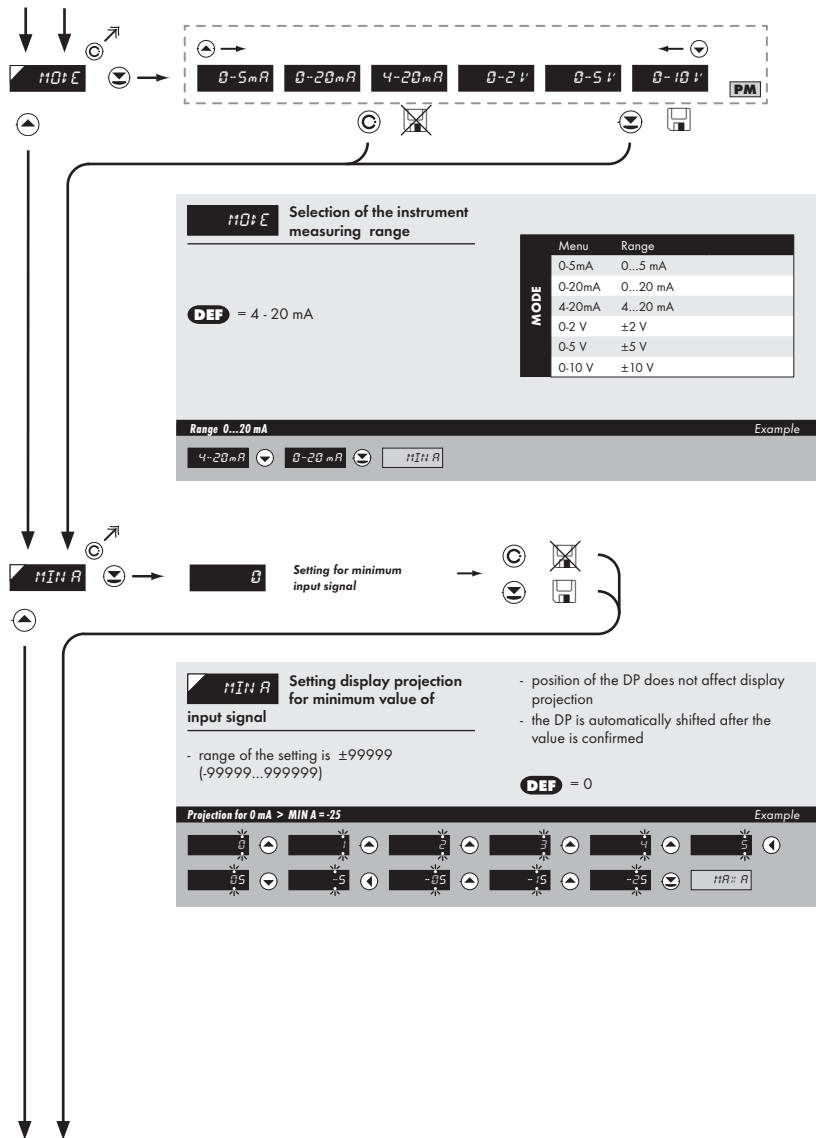 MODE
0-5mA 0-20mA 4-20mA 0-2 V 0-5 V 0-10 V
PM
C
C
MODE Selection of the instrument
measuring range
DEF = 4 - 20 mA
MODE
Menu Range
0-5mA 0...5 mA
0-20mA 0...20 mA
4-20mA 4...20 mA
0-2 V ±2 V
0-5 V ±5 V
0-10 V ±10 V
Range 0...20 mA Example
4-20mA 0-20 mA MIN A
C
MIN A 0 Setting for minimum
input signal
C
MIN A Setting display projection
for minimum value of
input signal
- range of the setting is ±99999
(-99999...999999)
- position of the DP does not affect display
projection
- the DP is automatically shifted after the
value is confirmed
DEF = 0
Projection for 0 mA > MIN A = -25 Example
0 1 2 3 4 5
05 -5 -05 -15 -25 MAX A